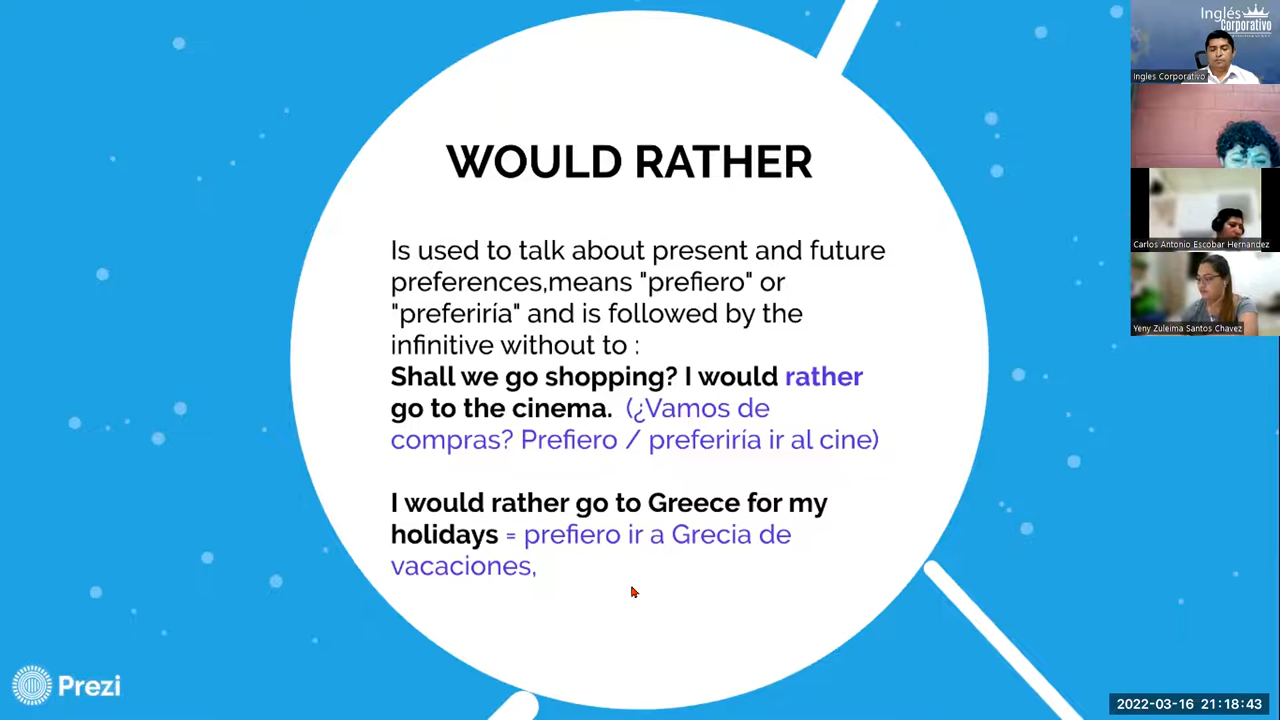 WOULD RATHER
Is used to talk about present and future
preferences,means "prefiero" or
"preferiría" and is followed by the
infinitive without to :
Shall we go shopping? I would rather
go to the cinema. (¿Vamos de
compras? Prefiero / preferiría ir al cine)
I would rather go to Greece for my
holidays = prefiero ir a Grecia de
vacaciones,
Prezi
Inglés
Corporativo
Ingles Corporativo
Carlos Antonio Escobar Hernandez
Yeny Zuleima Santos Chavez
2022-03-16 21:18:43